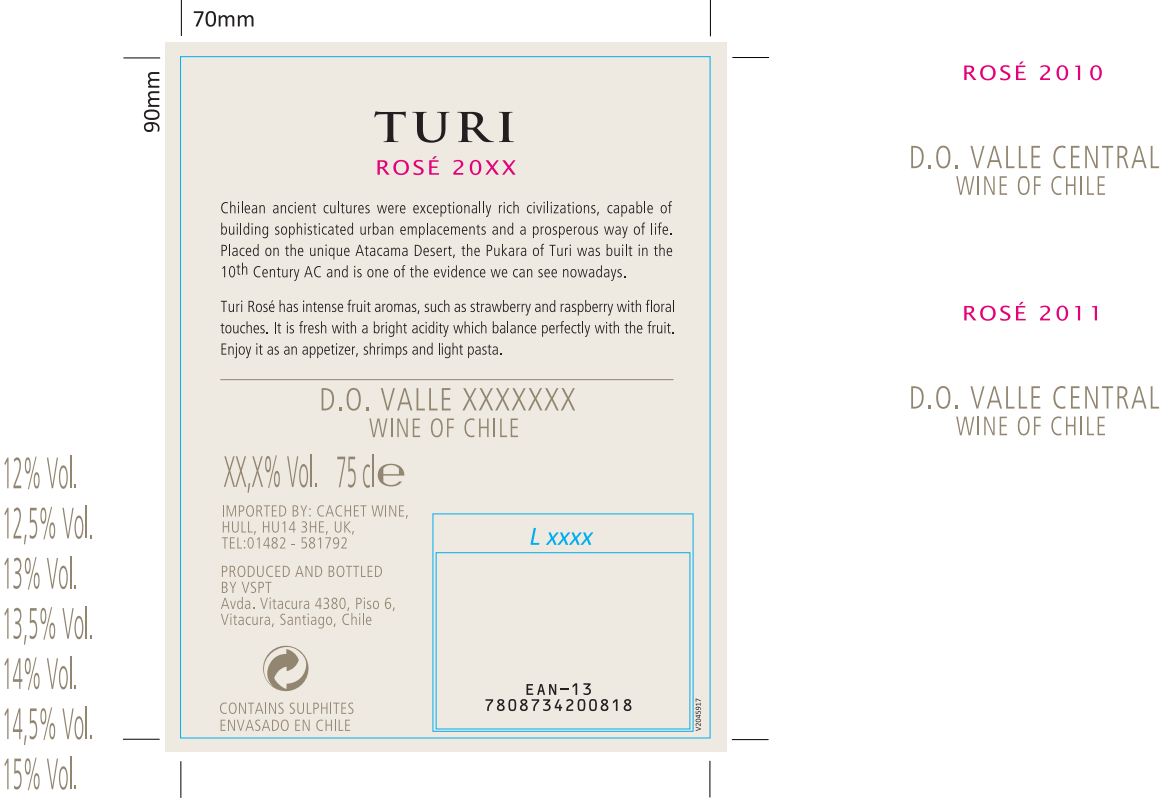 70mm
90mm
TURI
ROSÉ 20XX
Chilean ancient cultures were exceptionally rich civilizations, capable of
building sophisticated urban emplacements and a prosperous way of life.
Placed on the unique Atacama Desert, the Pukara of Turi was built in the
10th Century AC and is one of the evidence we can see nowadays.
Turi Rosé has intense fruit aromas, such as strawberry and raspberry with floral
touches. It is fresh with a bright acidity which balance perfectly with the fruit.
Enjoy it as an appetizer, shrimps and light pasta.
D.O. VALLE XXXXXXX
WINE OF CHILE
XX,X% Vol. 75 cl e
IMPORTED BY: CACHET WINE,
HULL, HU14 3HE, UK,
TEL:01482 - 581792
PRODUCED AND BOTTLED
BY VSPT
Avda. Vitacura 4380, Piso 6,
Vitacura, Santiago, Chile
CONTAINS SULPHITES
ENVASADO EN CHILE
L xxxx
EAN-13
7808734200818
V2045917
12% Vol.
12,5% Vol.
13% Vol.
13,5% Vol.
14% Vol.
14,5% Vol.
15% Vol.
ROSÉ 2010
D.O. VALLE CENTRAL
WINE OF CHILE
ROSÉ 2011
D.O. VALLE CENTRAL
WINE OF CHILE